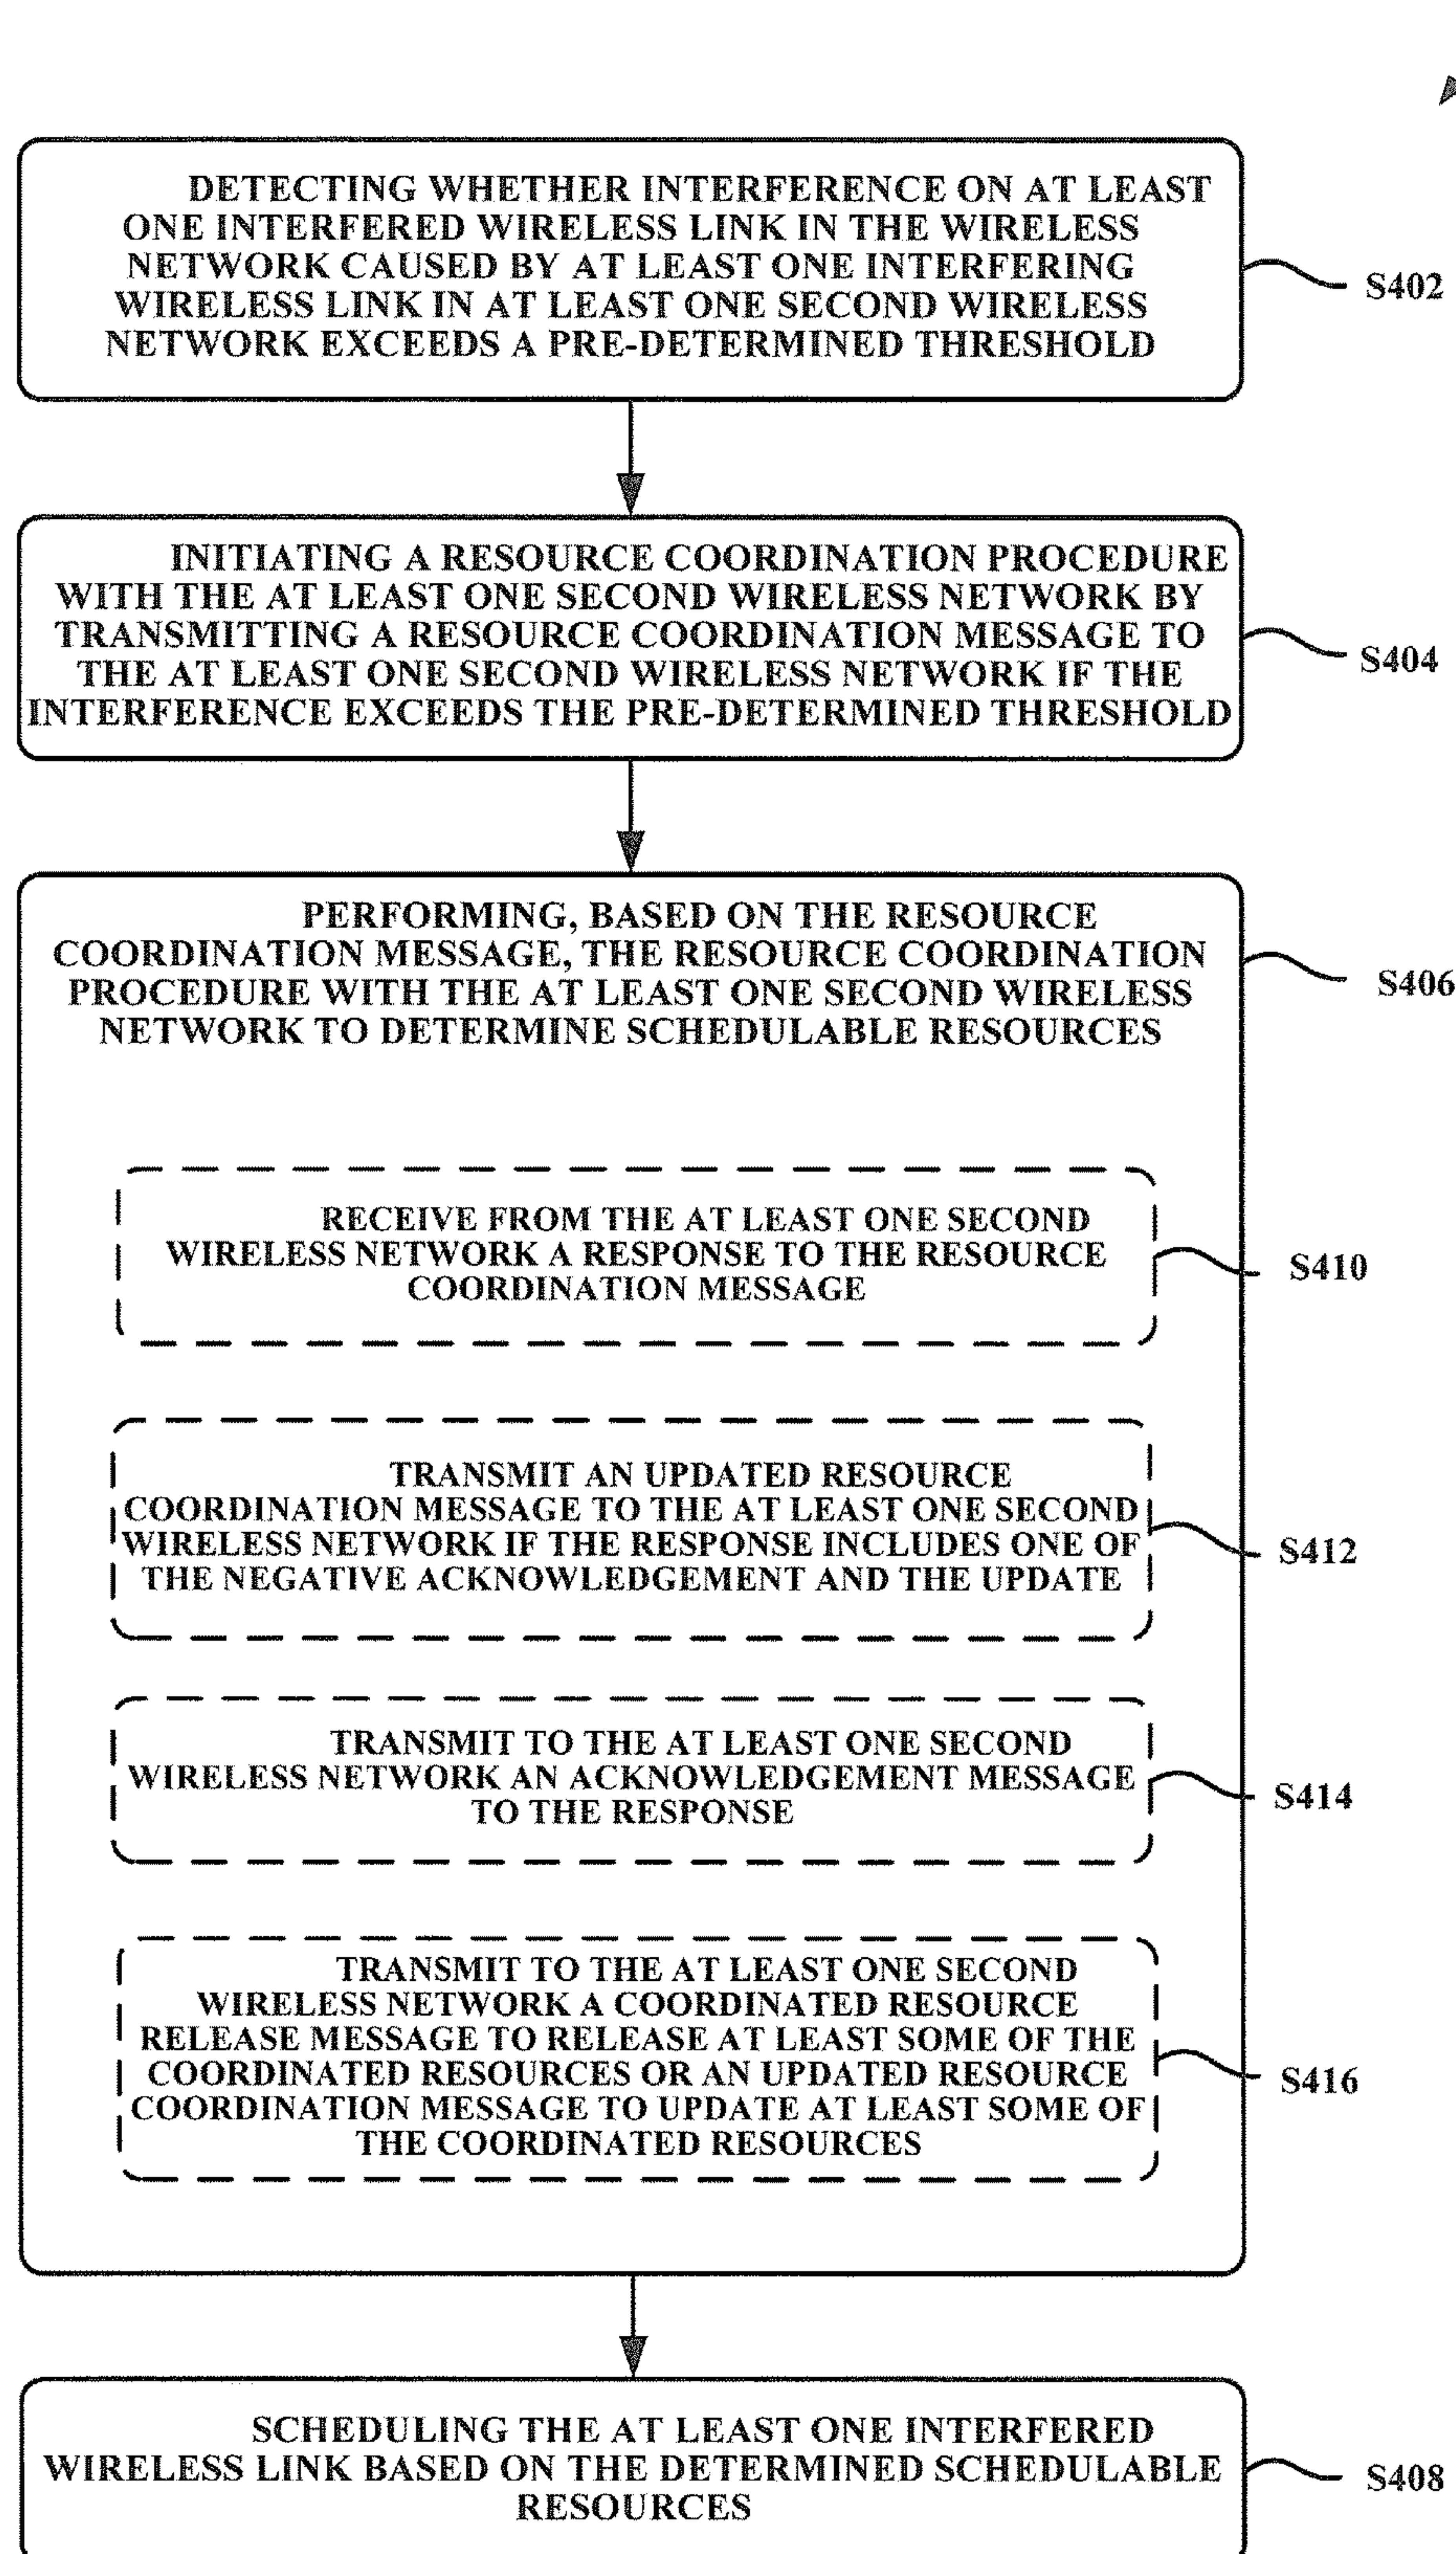 DETECTING WHETHER INTERFERENCE ON AT LEAST
ONE INTERFERED WIRELESS LINK IN THE WIRELESS
NETWORK CAUSED BY AT LEAST ONE INTERFERING
WIRELESS LINK IN AT LEAST ONE SECOND WIRELESS
NETWORK EXCEEDS A PRE-DETERMINED THRESHOLD
S402
INITIATING A RESOURCE COORDINATION PROCEDURE
WITH THE AT LEAST ONE SECOND WIRELESS NETWORK BY
TRANSMITTING A RESOURCE COORDINATION MESSAGE TO
THE AT LEAST ONE SECOND WIRELESS NETWORK IF THE
INTERFERENCE EXCEEDS THE PRE-DETERMINED THRESHOLD
S404
PERFORMING, BASED ON THE RESOURCE
COORDINATION MESSAGE, THE RESOURCE COORDINATION
PROCEDURE WITH THE AT LEAST ONE SECOND WIRELESS
NETWORK TO DETERMINE SCHEDULABLE RESOURCES
S406
RECEIVE FROM THE AT LEAST ONE SECOND
WIRELESS NETWORK A RESPONSE TO THE RESOURCE
COORDINATION MESSAGE
S410
TRANSMIT AN UPDATED RESOURCE
COORDINATION MESSAGE TO THE AT LEAST ONE SECOND
WIRELESS NETWORK IF THE RESPONSE INCLUDES ONE OF
THE NEGATIVE ACKNOWLEDGEMENT AND THE UPDATE
S412
TRANSMIT TO THE AT LEAST ONE SECOND
WIRELESS NETWORK AN ACKNOWLEDGEMENT MESSAGE
TO THE RESPONSE
S414
TRANSMIT TO THE AT LEAST ONE SECOND
WIRELESS NETWORK A COORDINATED RESOURCE
RELEASE MESSAGE TO RELEASE AT LEAST SOME OF THE
COORDINATED RESOURCES OR AN UPDATED RESOURCE
COORDINATION MESSAGE TO UPDATE AT LEAST SOME OF
THE COORDINATED RESOURCES
S416
SCHEDULING THE AT LEAST ONE INTERFERED
WIRELESS LINK BASED ON THE DETERMINED SCHEDULABLE
RESOURCES
S408